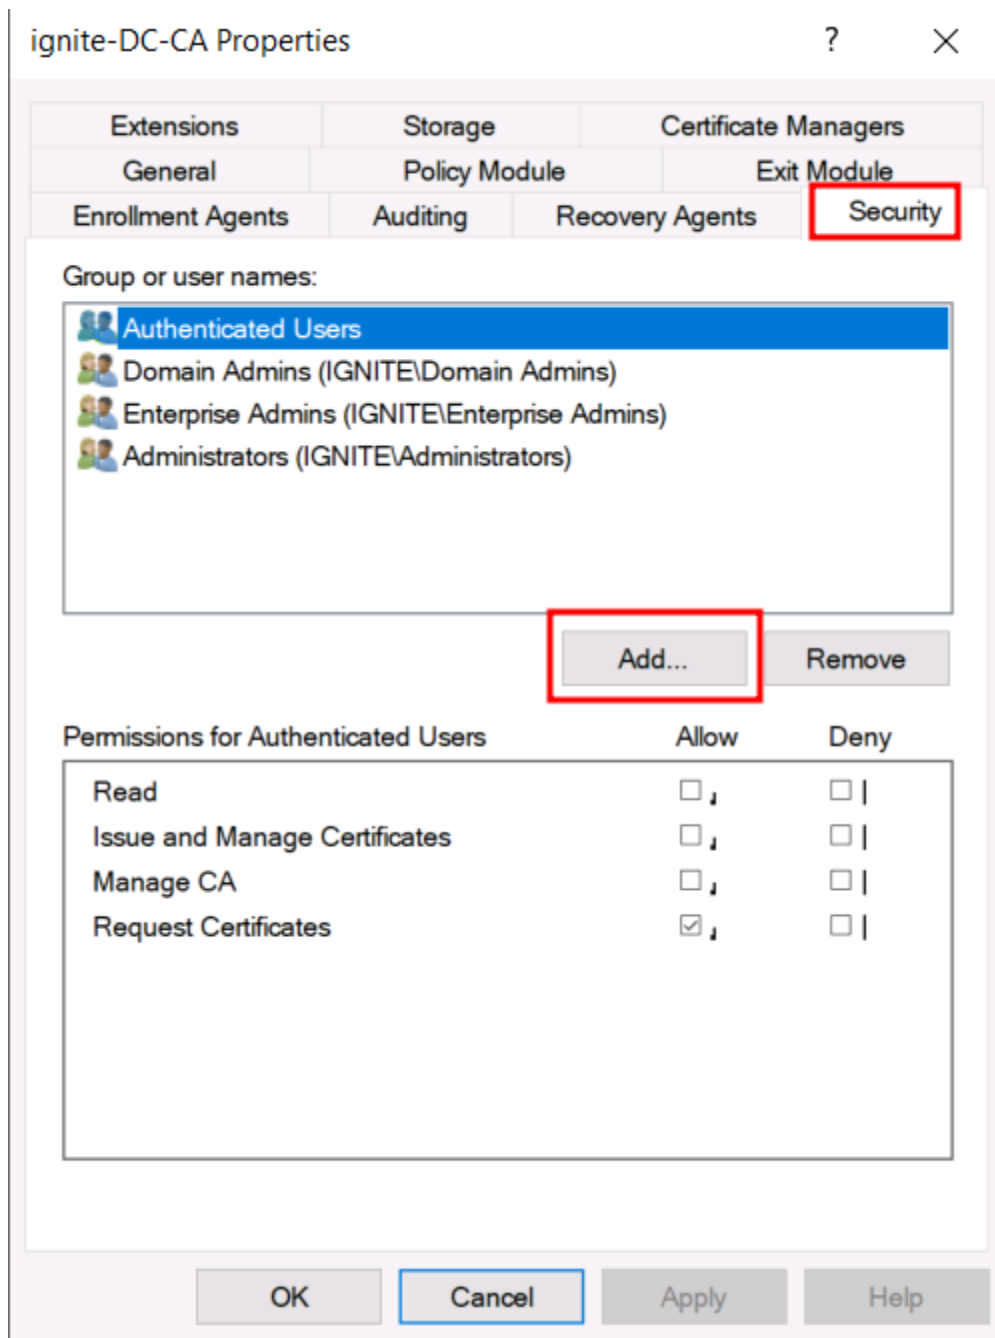 ignite-DC-CA Properties ?
Extensions Storage Certificate Managers
General Policy Module Exit Module
Enrollment Agents Auditing Recovery Agents Security
Group or user names:
Authenticated Users
Domain Admins (IGNITE\Domain Admins)
Enterprise Admins (IGNITE\Enterprise Admins)
Administrators (IGNITE\Administrators)
Add... Remove
Permissions for Authenticated Users Allow Deny
Read
Issue and Manage Certificates
Manage CA
Request Certificates
OK Cancel Apply Help